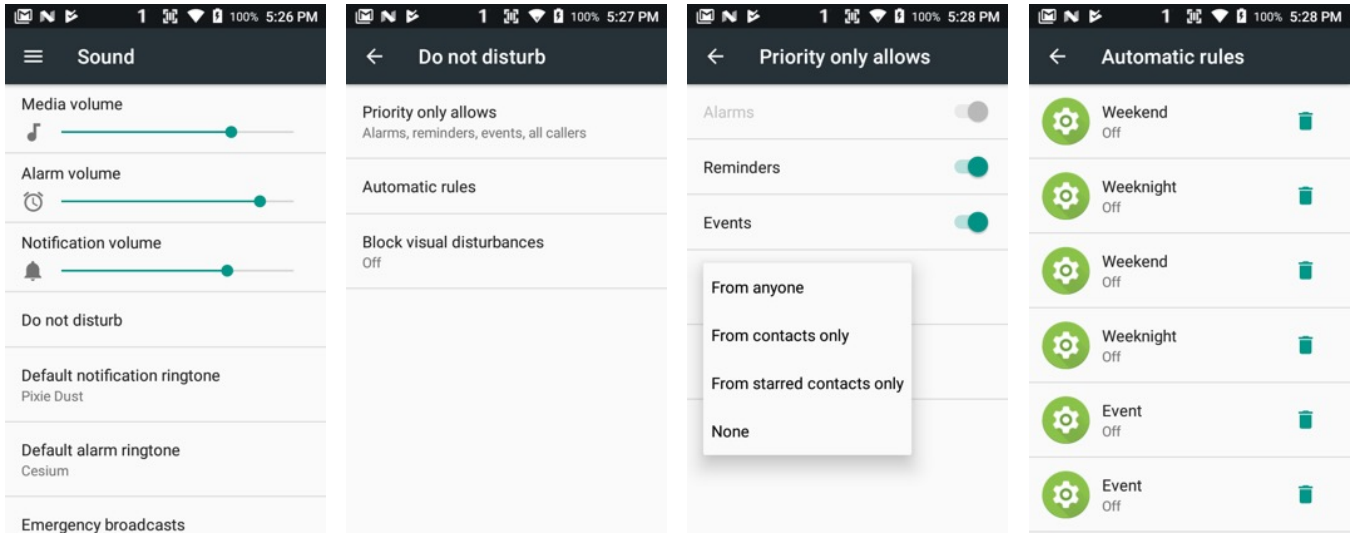 1 100% 5:26 PM
Sound
Media volume
Alarm volume
Notification volume
Do not disturb
Default notification ringtone
Pixie Dust
Default alarm ringtone
Cesium
Emergency broadcasts
1 100% 5:27 PM
Do not disturb
Priority only allows
Alarms, reminders, events, all callers
Automatic rules
Block visual disturbances
Off
1 100% 5:28 PM
Priority only allows
Alarms
Reminders
Events
From anyone
From contacts only
From starred contacts only
None
1 100% 5:28 PM
Automatic rules
Weekend
Off
Weeknight
Off
Weekend
Off
Weeknight
Off
Event
Off
Event
Off